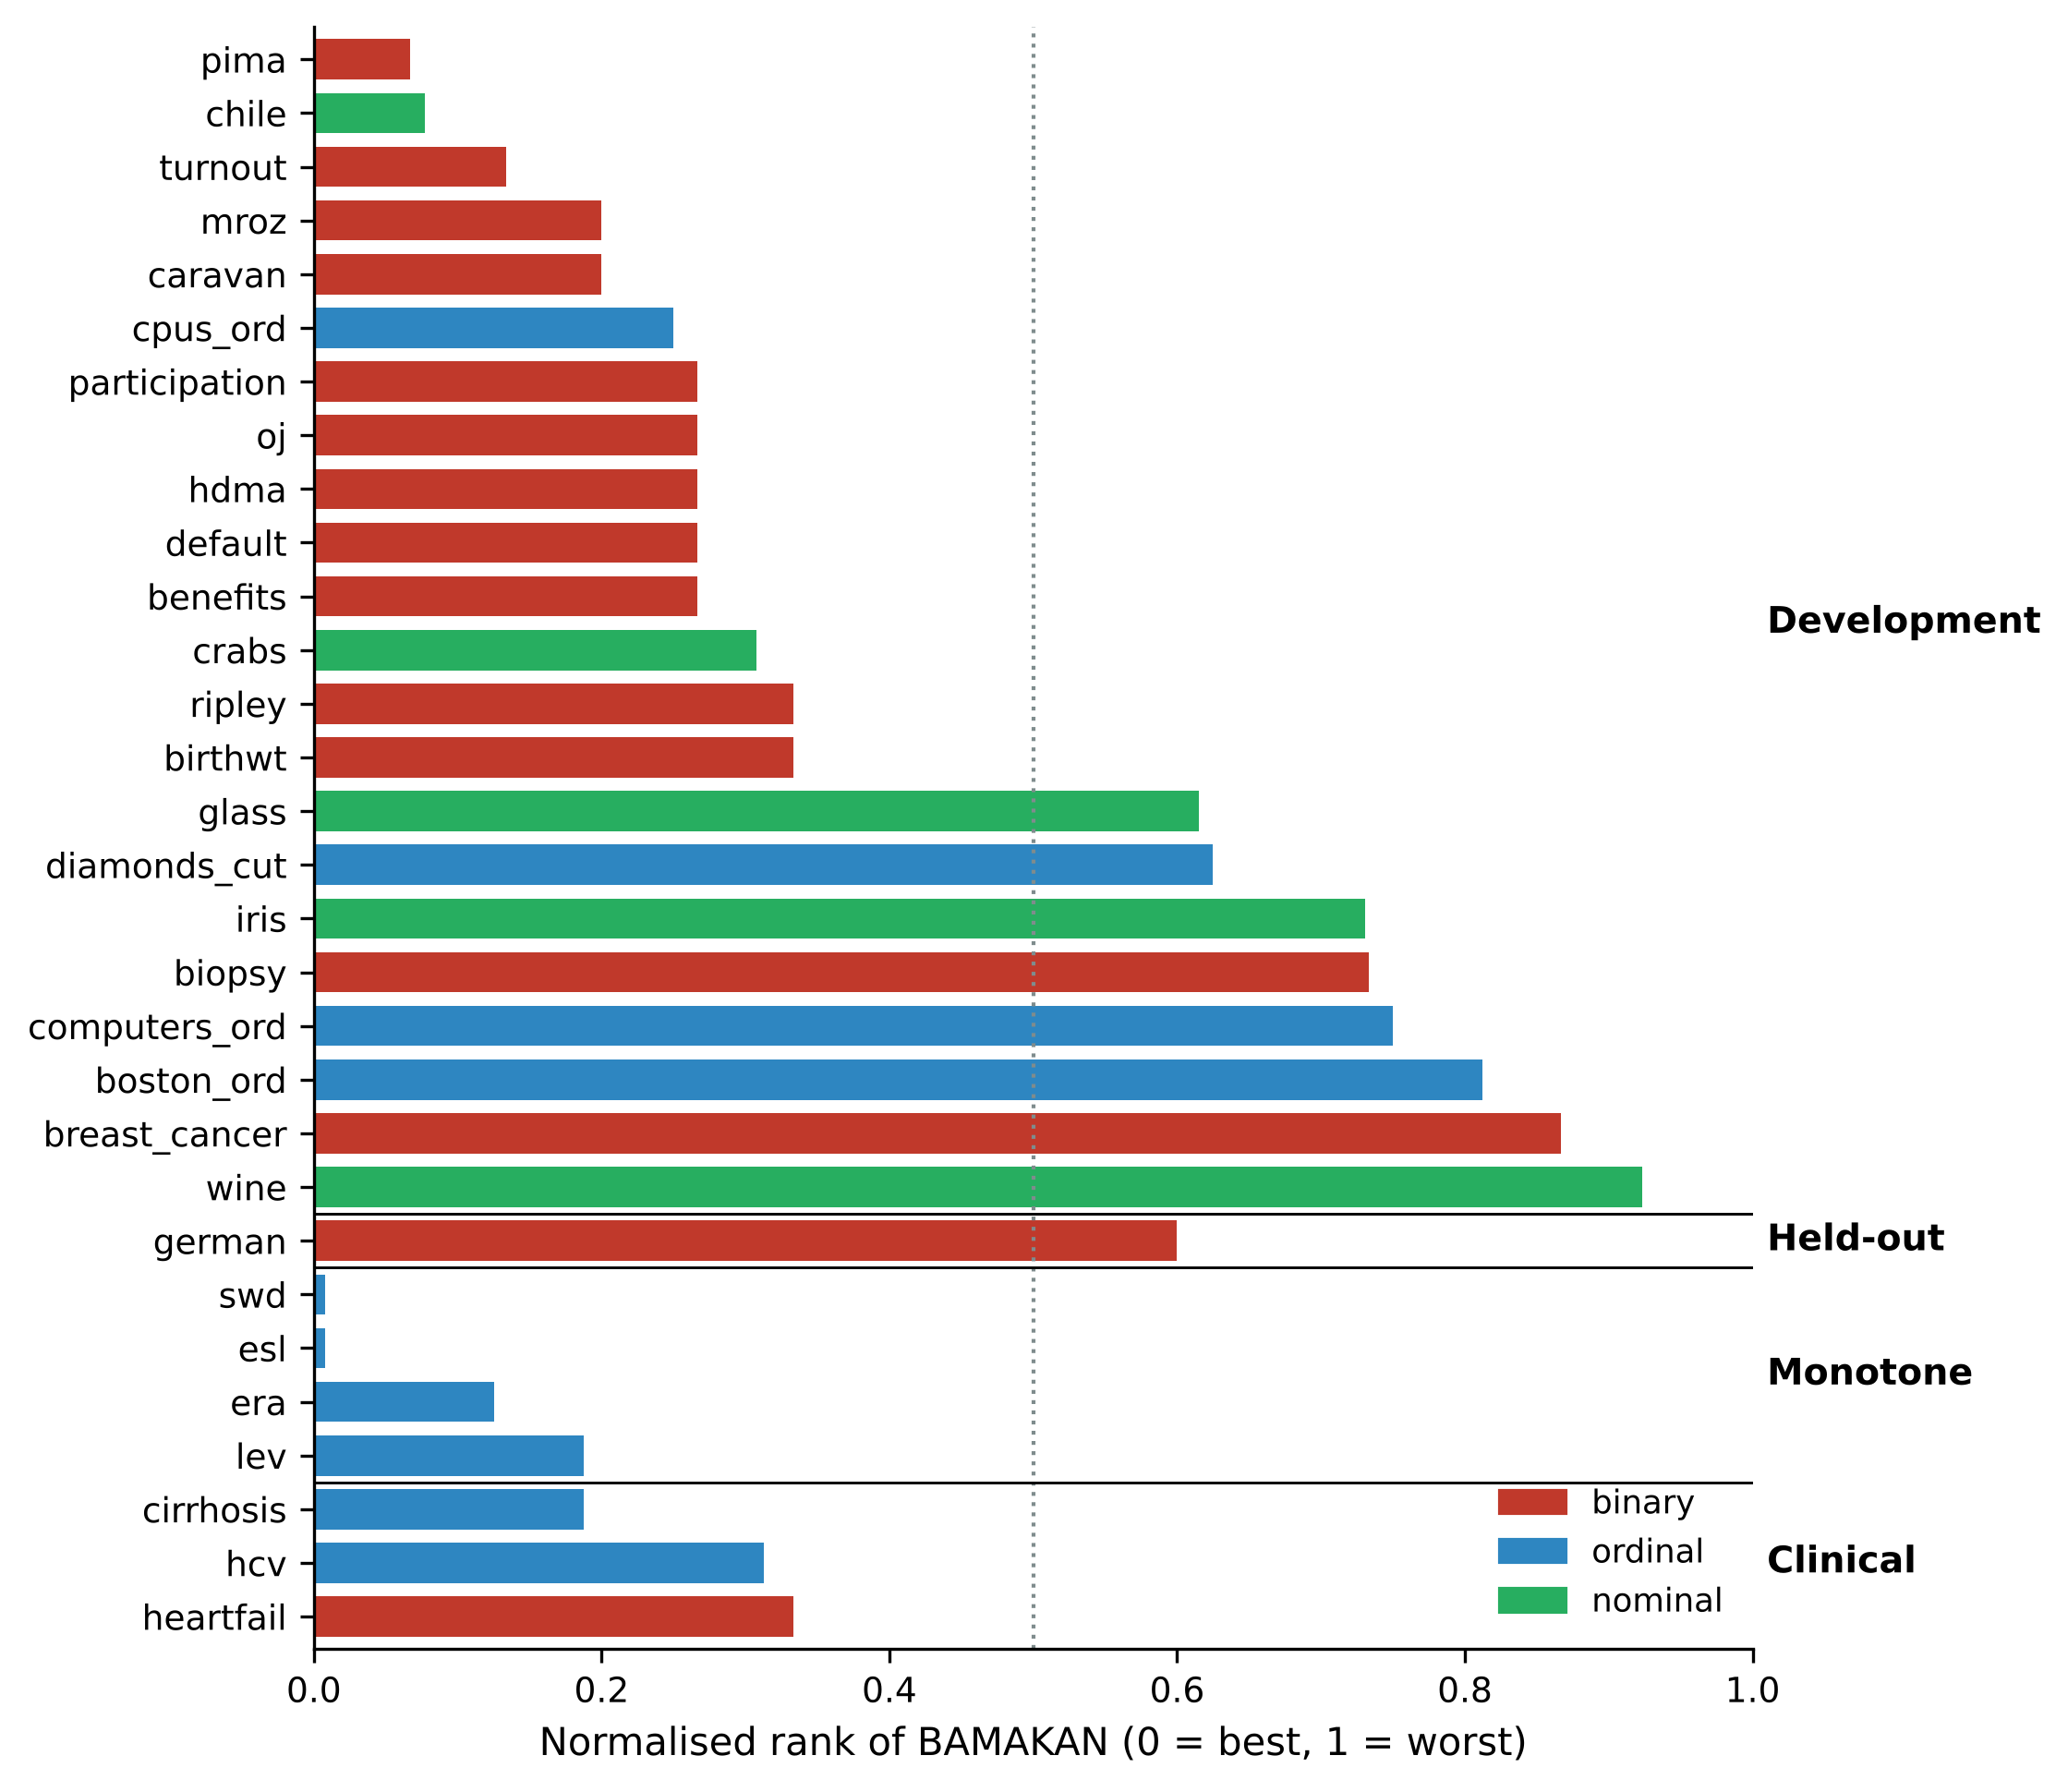 pima
chile
turnout
mroz
caravan
cpus_ord
participation
oj
hdma
default
benefits
crabs
ripley
birthwt
glass
diamonds_cut
iris
biopsy
computers_ord
boston_ord
breast_cancer
wine
german
swd
esl
era
lev
cirrhosis
hcv
heartfail
Development
Held-out
Monotone
Clinical
binary
ordinal
nominal
0.0 0.2 0.4 0.6 0.8 1.0
Normalised rank of BAMAKAN (0 = best, 1 = worst)